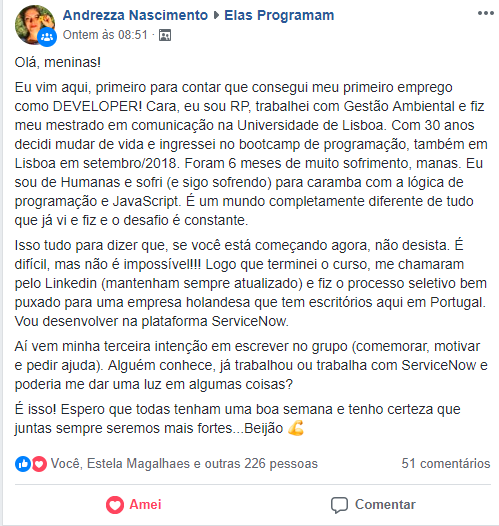 Andrezza Nascimento ▸ Elas Programam
Ontem às 08:51 ·
Olá, meninas!
Eu vim aqui, primeiro para contar que consegui meu primeiro emprego
como DEVELOPER! Cara, eu sou RP, trabalhei com Gestão Ambiental e fiz
meu mestrado em comunicação na Universidade de Lisboa. Com 30 anos
decidi mudar de vida e ingressei no bootcamp de programação, também em
Lisboa em setembro/2018. Foram 6 meses de muito sofrimento, manas. Eu
sou de Humanas e sofri (e sigo sofrendo) para caramba com a lógica de
programação e JavaScript. É um mundo completamente diferente de tudo
que já vi e fiz e o desafio é constante.
Isso tudo para dizer que, se você está começando agora, não desista. É
difícil, mas não é impossível!!! Logo que terminei o curso, me chamaram
pelo Linkedin (mantenham sempre atualizado) e fiz o processo seletivo bem
puxado para uma empresa holandesa que tem escritórios aqui em Portugal.
Vou desenvolver na plataforma ServiceNow.
Aí vem minha terceira intenção em escrever no grupo (comemorar, motivar
e pedir ajuda). Alguém conhece, já trabalhou ou trabalha com ServiceNow e
poderia me dar uma luz em algumas coisas?
É isso! Espero que todas tenham uma boa semana e tenho certeza que
juntas sempre seremos mais fortes...Beijão 💪
Você, Estela Magalhaes e outras 226 pessoas 51 comentários
Amei Comentar